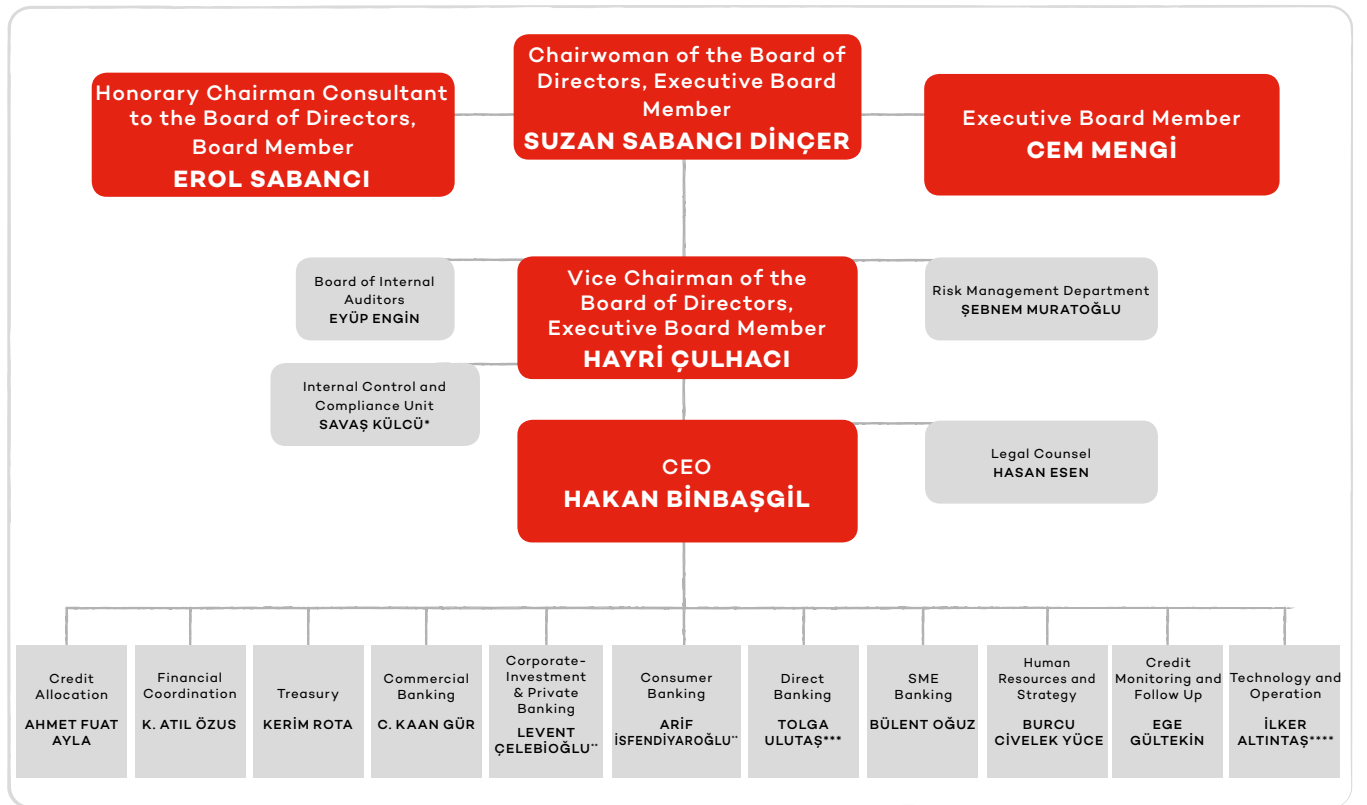 Chairwoman of the Board of
Directors, Executive Board
Member
SUZAN SABANCI DİNÇER
Honorary Chairman Consultant
to the Board of Directors,
Board Member
EROL SABANCI
Executive Board Member
CEM MENGİ
Board of Internal
Auditors
EYÜP ENGİN
Vice Chairman of the
Board of Directors,
Executive Board Member
HAYRİ ÇULHACI
Risk Management Department
ŞEBNEM MURATOĞLU
Internal Control and
Compliance Unit
SAVAŞ KÜLCÜ*
CEO
HAKAN BİNBAŞGİL
Legal Counsel
HASAN ESEN
Credit
Allocation
AHMET FUAT
AYLA
Financial
Coordination
K. ATIL ÖZUS
Treasury
KERİM ROTA
Commercial
Banking
C. KAAN GÜR
Corporate-
Investment
& Private
Banking
LEVENT
ÇELEBİOĞLU**
Consumer
Banking
ARİF
İSFENDİYAROĞLU**
Direct
Banking
TOLGA
ULUTAŞ***
SME
Banking
BÜLENT OĞUZ
Human
Resources and
Strategy
BURCU
CİVELEK YÜCE
Credit
Monitoring and
Follow Up
EGE
GÜLTEKİN
Technology and
Operation
İLKER
ALTINTAŞ****